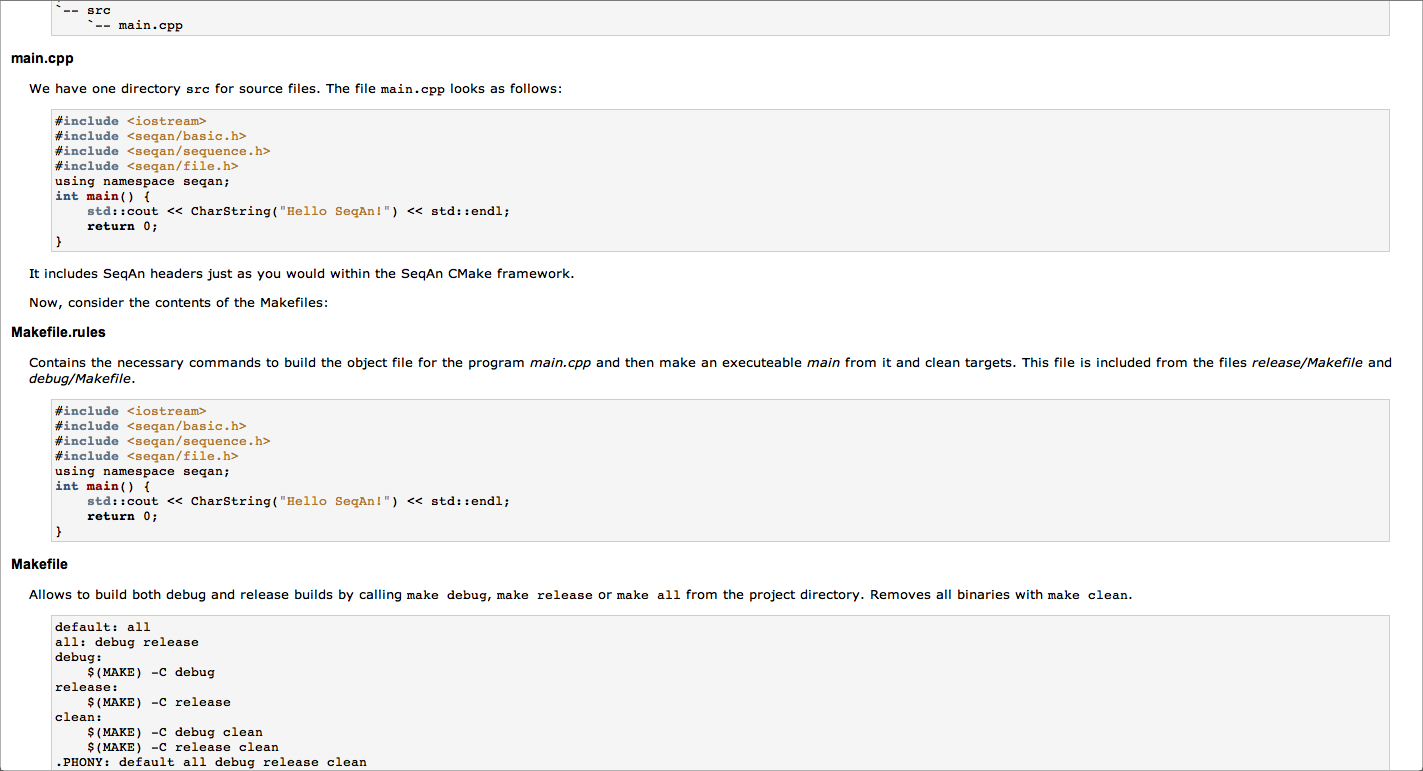 `-- src
`-- main.cpp
main.cpp
We have one directory src for source files. The file main.cpp looks as follows:
#include <iostream>
#include <seqan/basic.h>
#include <seqan/sequence.h>
#include <seqan/file.h>
using namespace seqan;
int main() {
    std::cout << CharString("Hello SeqAn!") << std::endl;
    return 0;
}
It includes SeqAn headers just as you would within the SeqAn CMake framework.
Now, consider the contents of the Makefiles:
Makefile.rules
Contains the necessary commands to build the object file for the program main.cpp and then make an executeable main from it and clean targets. This file is included from the files release/Makefile and
debug/Makefile.
#include <iostream>
#include <seqan/basic.h>
#include <seqan/sequence.h>
#include <seqan/file.h>
using namespace seqan;
int main() {
    std::cout << CharString("Hello SeqAn!") << std::endl;
    return 0;
}
Makefile
Allows to build both debug and release builds by calling make debug, make release or make all from the project directory. Removes all binaries with make clean.
default: all
all: debug release
debug:
    $(MAKE) -C debug
release:
    $(MAKE) -C release
clean:
    $(MAKE) -C debug clean
    $(MAKE) -C release clean
.PHONY: default all debug release clean